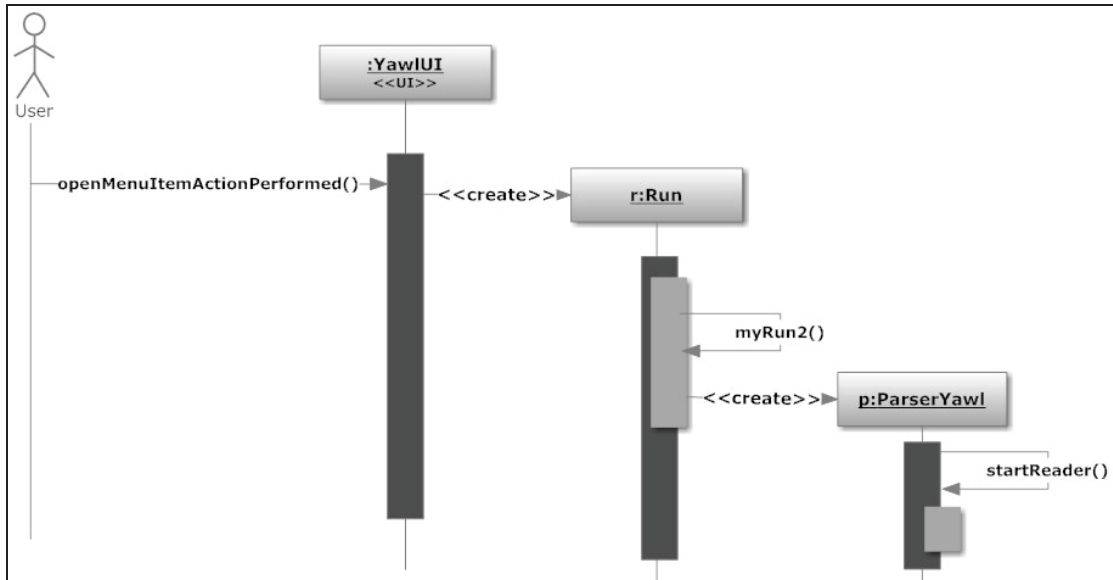 User
:YawlUI
<<UI>>
openMenuItemActionPerformed()
<<create>>
r:Run
myRun2()
<<create>>
p:ParserYawl
startReader()